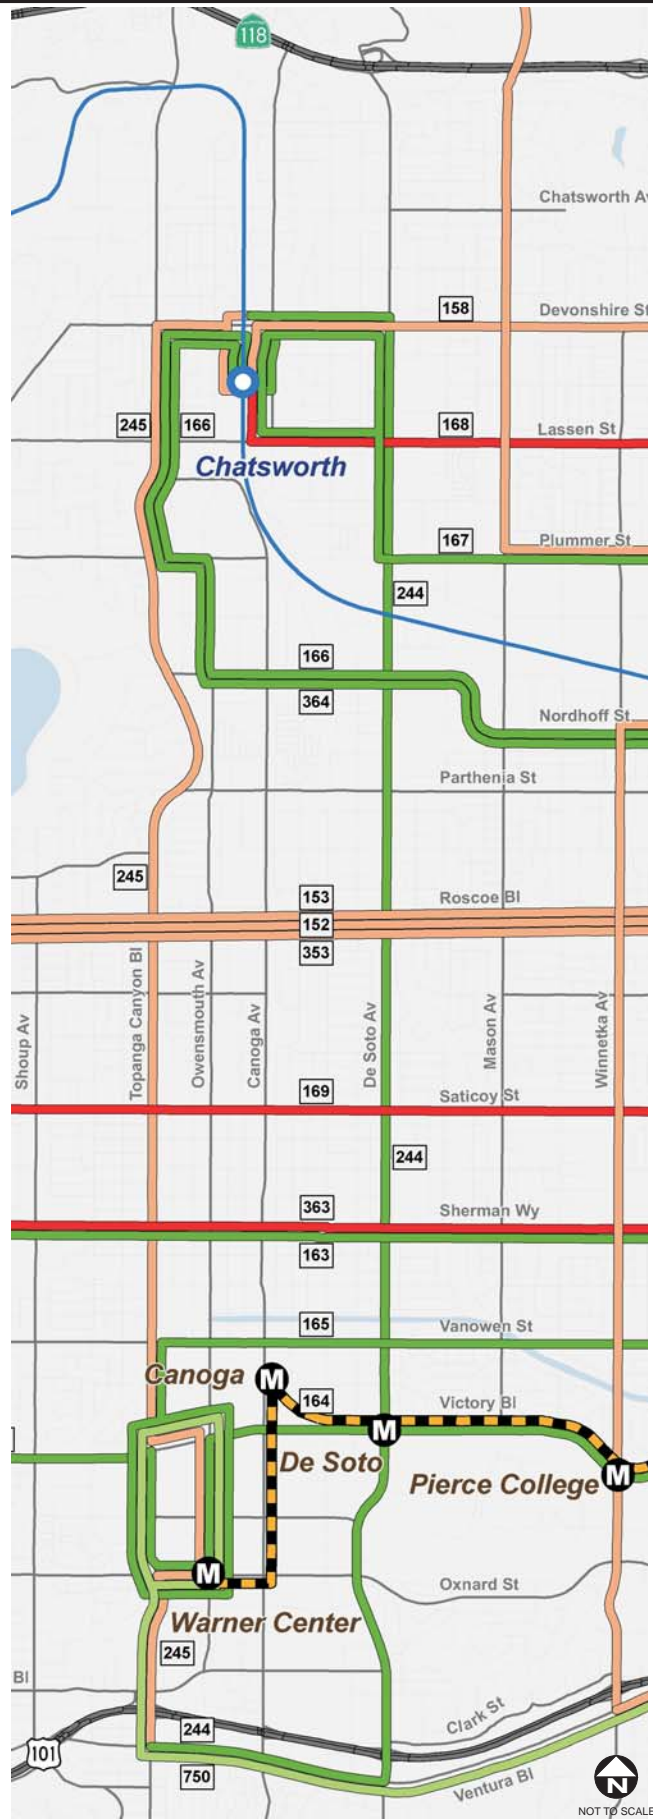 118
Chatsworth Av
158
Devonshire St
245
166
168
Lassen St
Chatsworth
167
Plummer St
244
166
364
Nordhoff St
Parthenia St
245
153
Roscoe Bl
152
353
Shoup Av
Topanga Canyon Bl
Owensmouth Av
Canoga Av
De Soto Av
Mason Av
Winnetka Av
169
Saticoy St
244
363
Sherman Wy
163
165
Vanowen St
Canoga
M
164
Victory Bl
M
De Soto
Pierce College
M
M
Oxnard St
Warner Center
245
Bl
Clark St
244
101
750
Ventura Bl
N
NOT TO SCALE